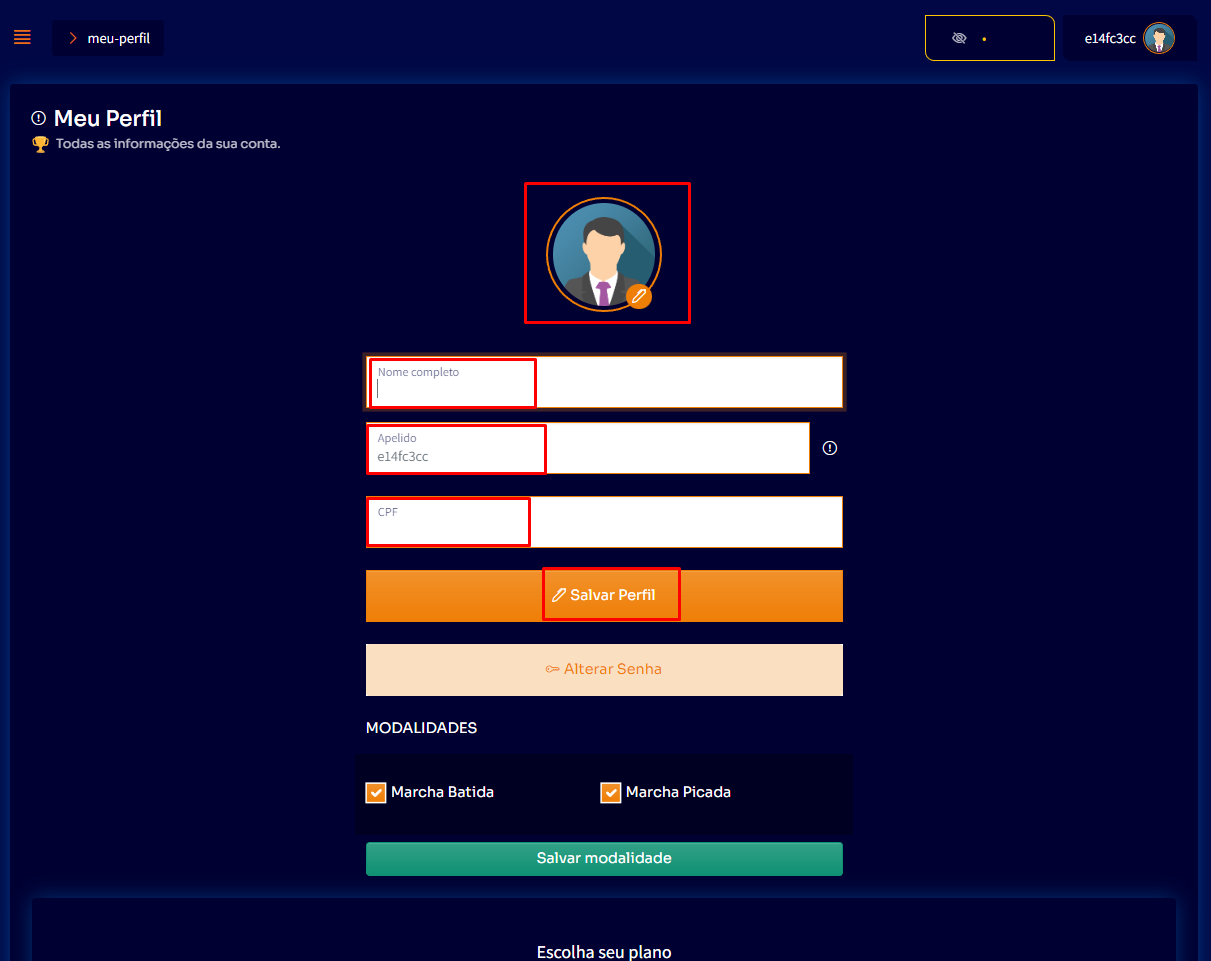 meu-perfil
e14fc3cc
Meu Perfil
Todas as informações da sua conta.
Nome completo
Apelido
e14fc3cc
CPF
Salvar Perfil
Alterar Senha
MODALIDADES
Marcha Batida
Marcha Picada
Salvar modalidade
Escolha seu plano